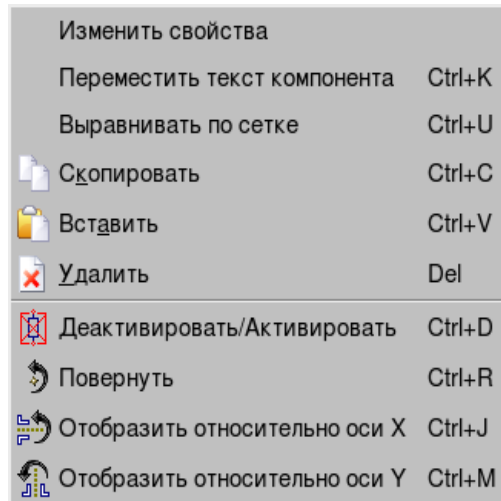 Изменить свойства
Переместить текст компонента Ctrl+K
Выравнивать по сетке Ctrl+U
Скопировать Ctrl+C
Вставить Ctrl+V
Удалить Del
Деактивировать/Активировать Ctrl+D
Повернуть Ctrl+R
Отобразить относительно оси X Ctrl+J
Отобразить относительно оси Y Ctrl+M